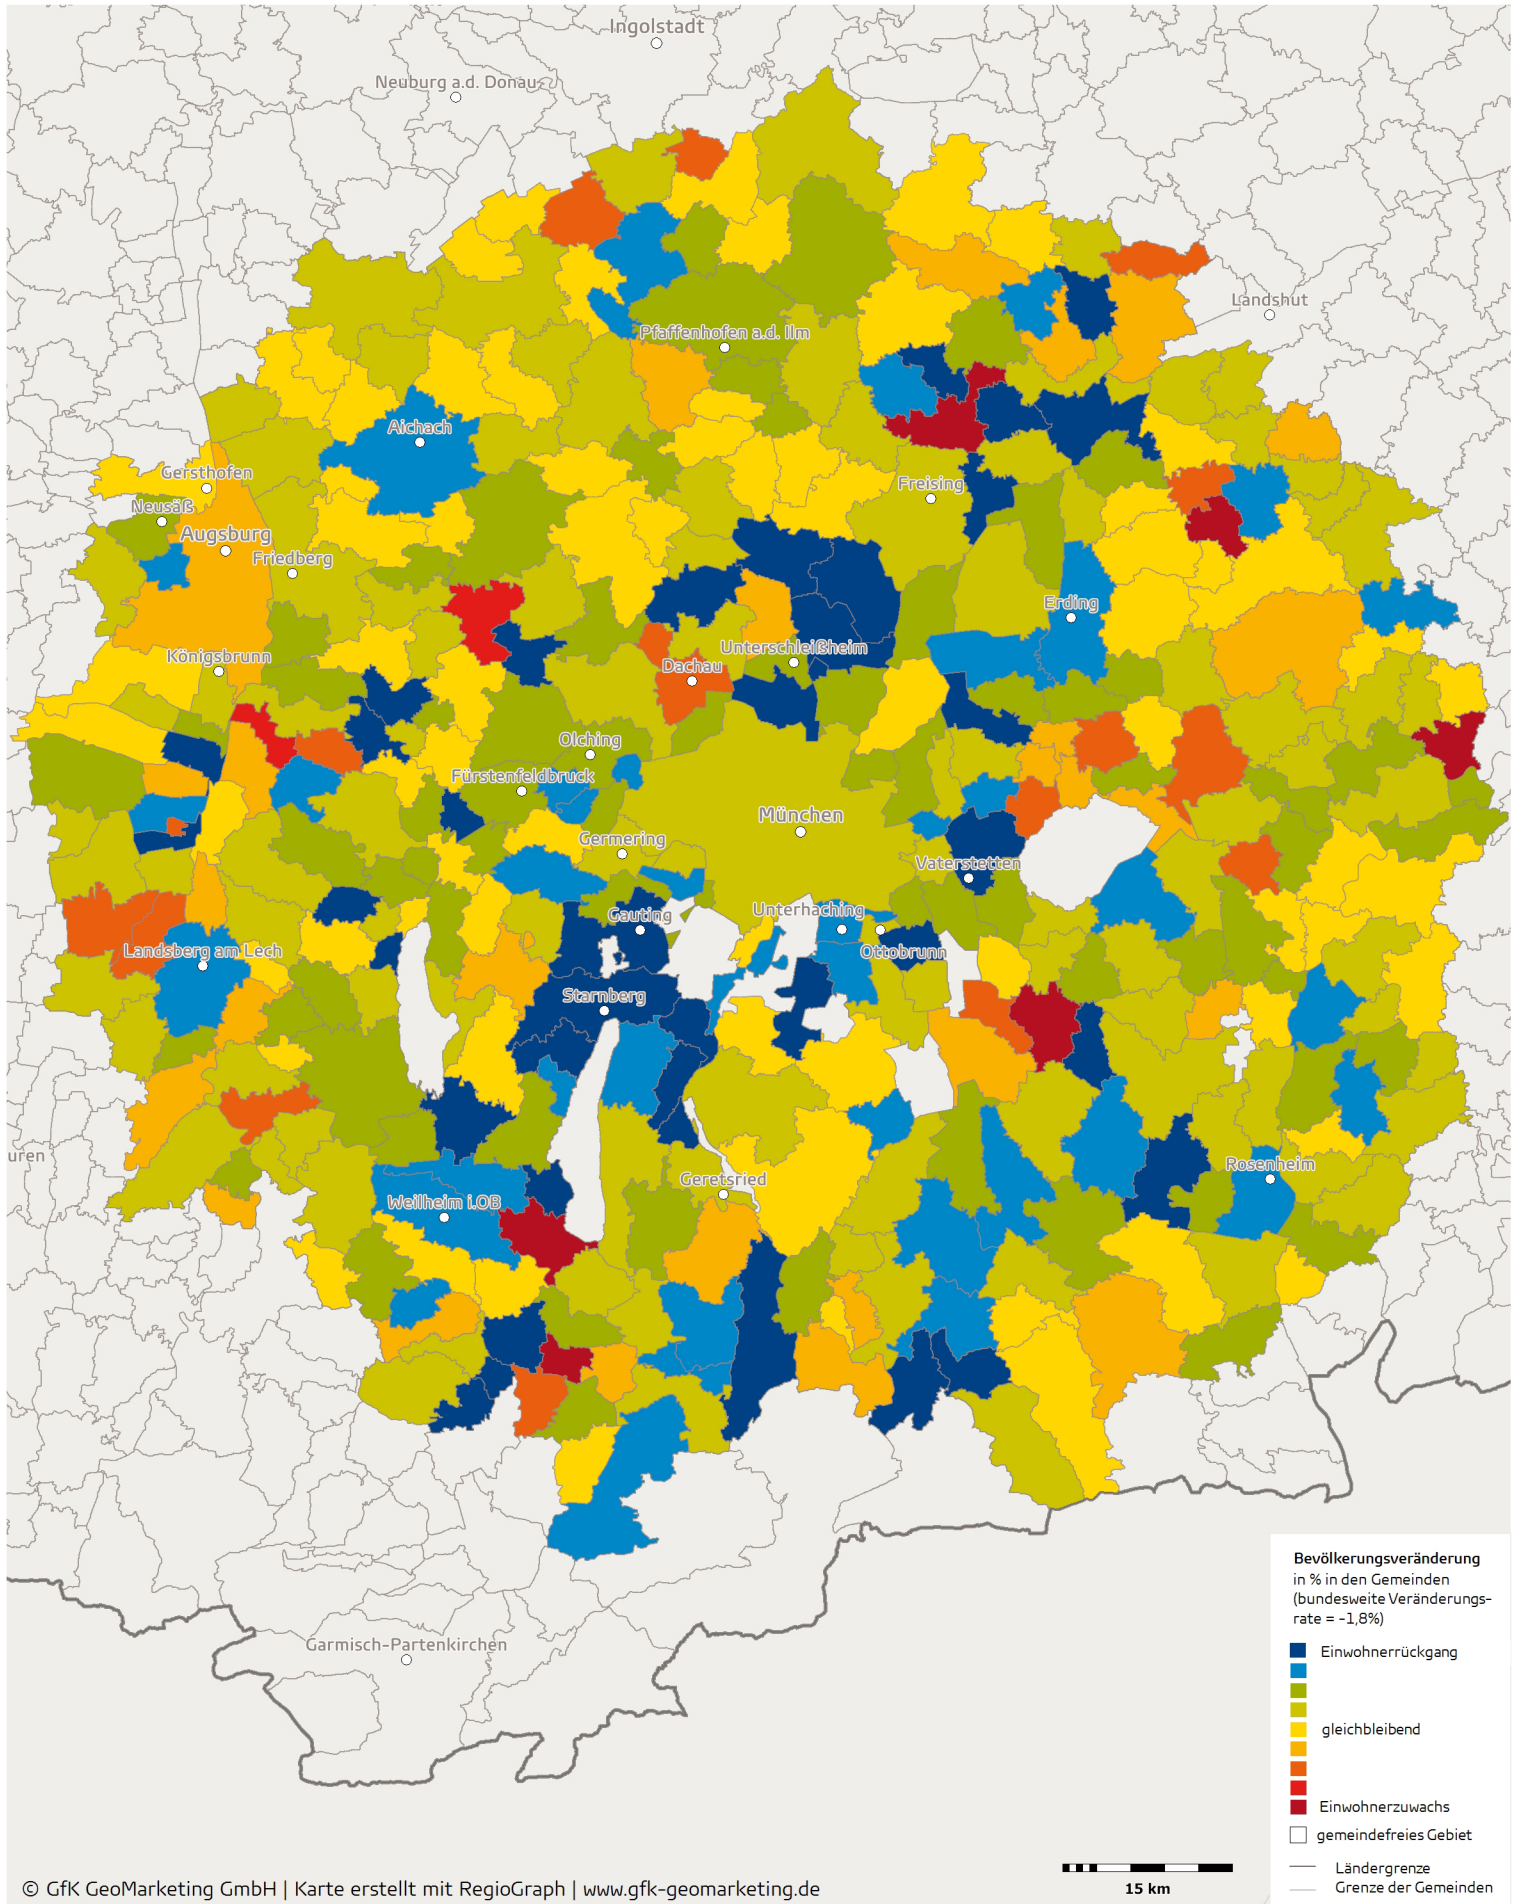 Ingolstadt
Neuburg a.d. Donau
Landshut
Pfaffenhofen a.d. Ilm
Aichach
Gersthofen
Freising
Neusäß
Augsburg
Friedberg
Erding
Unterschleißheim
Königsbrunn
Dachau
Olching
Fürstenfeldbruck
München
Germering
Vaterstetten
Unterhaching
Gauting
Landsberg am Lech
Ottobrunn
Starnberg
uren
Rosenheim
Geretsried
Weilheim i.OB
Garmisch-Partenkirchen
Bevölkerungsveränderung
in % in den Gemeinden
(bundesweite Veränderungs-
rate = -1,8%)
Einwohnerrückgang
gleichbleibend
Einwohnerzuwachs
gemeindefreies Gebiet
Ländergrenze
Grenze der Gemeinden
15 km
© GfK GeoMarketing GmbH | Karte erstellt mit RegioGraph | www.gfk-geomarketing.de